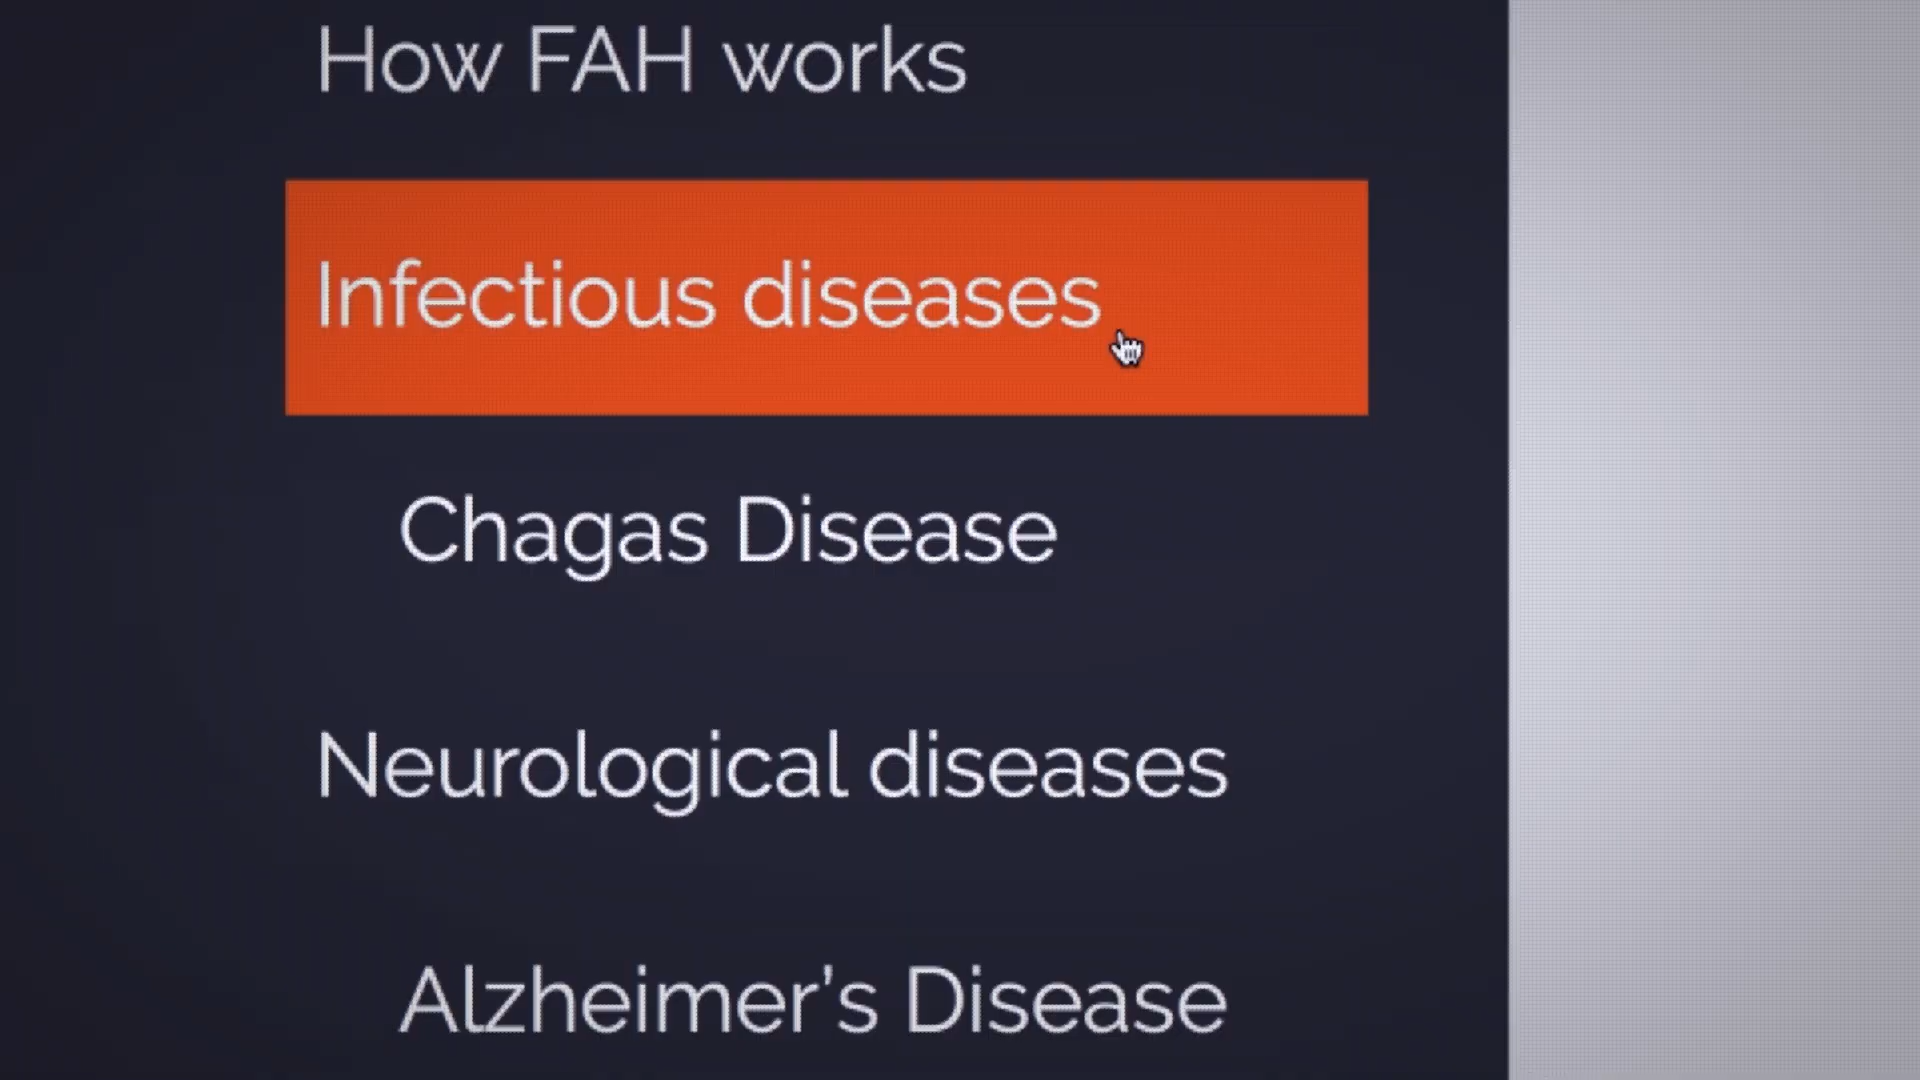 How FAH works
Infectious diseases
Chagas Disease
Neurological diseases
Alzheimer’s Disease